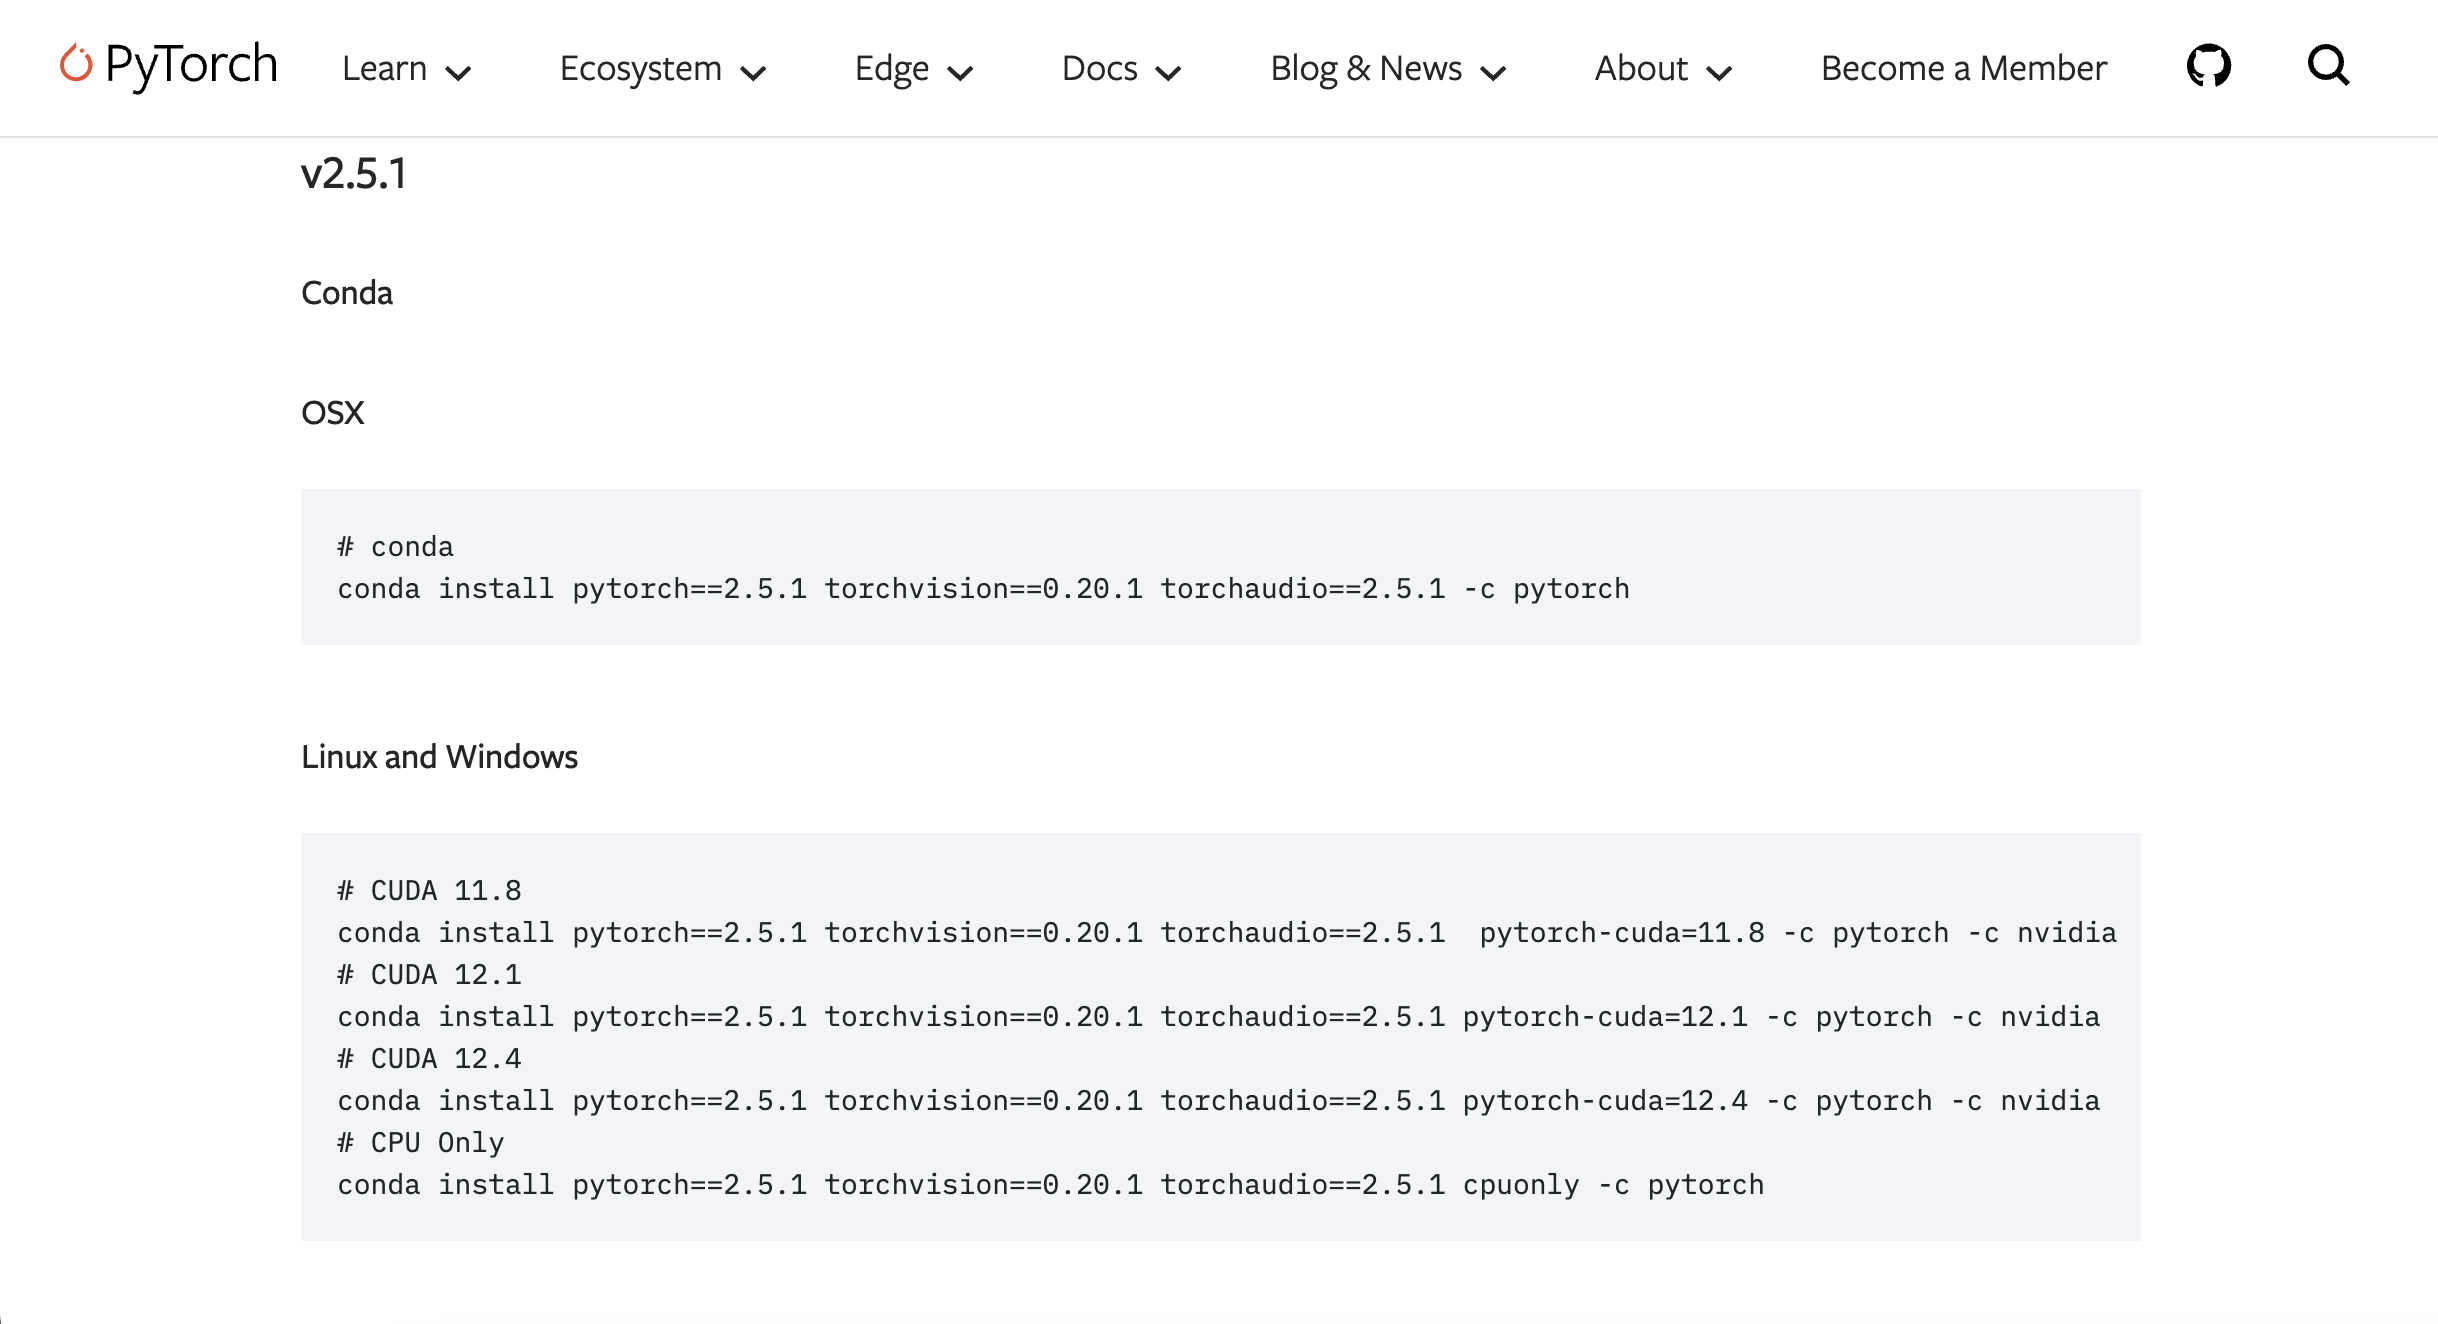 PyTorch Learn Ecosystem Edge Docs Blog & News About Become a Member
v2.5.1
Conda
OSX
# conda
conda install pytorch==2.5.1 torchvision==0.20.1 torchaudio==2.5.1 -c pytorch
Linux and Windows
# CUDA 11.8
conda install pytorch==2.5.1 torchvision==0.20.1 torchaudio==2.5.1  pytorch-cuda=11.8 -c pytorch -c nvidia
# CUDA 12.1
conda install pytorch==2.5.1 torchvision==0.20.1 torchaudio==2.5.1 pytorch-cuda=12.1 -c pytorch -c nvidia
# CUDA 12.4
conda install pytorch==2.5.1 torchvision==0.20.1 torchaudio==2.5.1 pytorch-cuda=12.4 -c pytorch -c nvidia
# CPU Only
conda install pytorch==2.5.1 torchvision==0.20.1 torchaudio==2.5.1 cpuonly -c pytorch